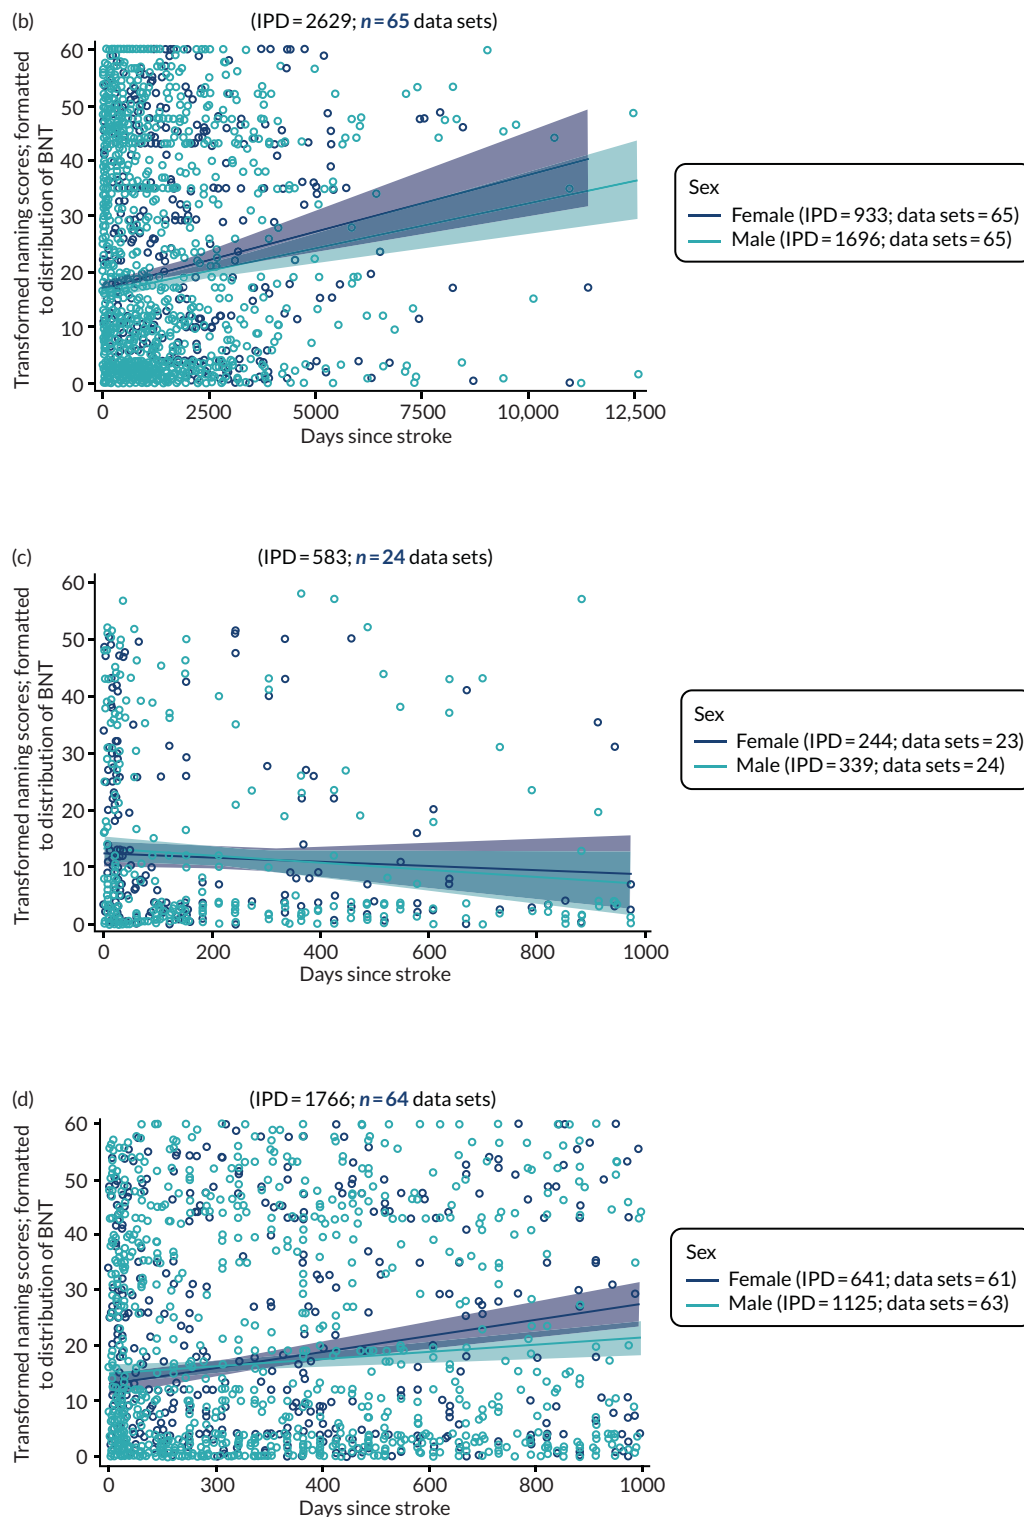 (b)
(IPD = 2629; n = 65 data sets)
Transformed naming scores; formatted
to distribution of BNT
60
50
40
30
20
10
0
0 2500 5000 7500 10,000 12,500
Days since stroke
Sex
Female (IPD = 933; data sets = 65)
Male (IPD = 1696; data sets = 65)
(c)
(IPD = 583; n = 24 data sets)
Transformed naming scores; formatted
to distribution of BNT
60
50
40
30
20
10
0
0 200 400 600 800 1000
Days since stroke
Sex
Female (IPD = 244; data sets = 23)
Male (IPD = 339; data sets = 24)
(d)
(IPD = 1766; n = 64 data sets)
Transformed naming scores; formatted
to distribution of BNT
60
50
40
30
20
10
0
0 300 400 600 800 1000
Days since stroke
Sex
Female (IPD = 641; data sets = 61)
Male (IPD = 1125; data sets = 63)